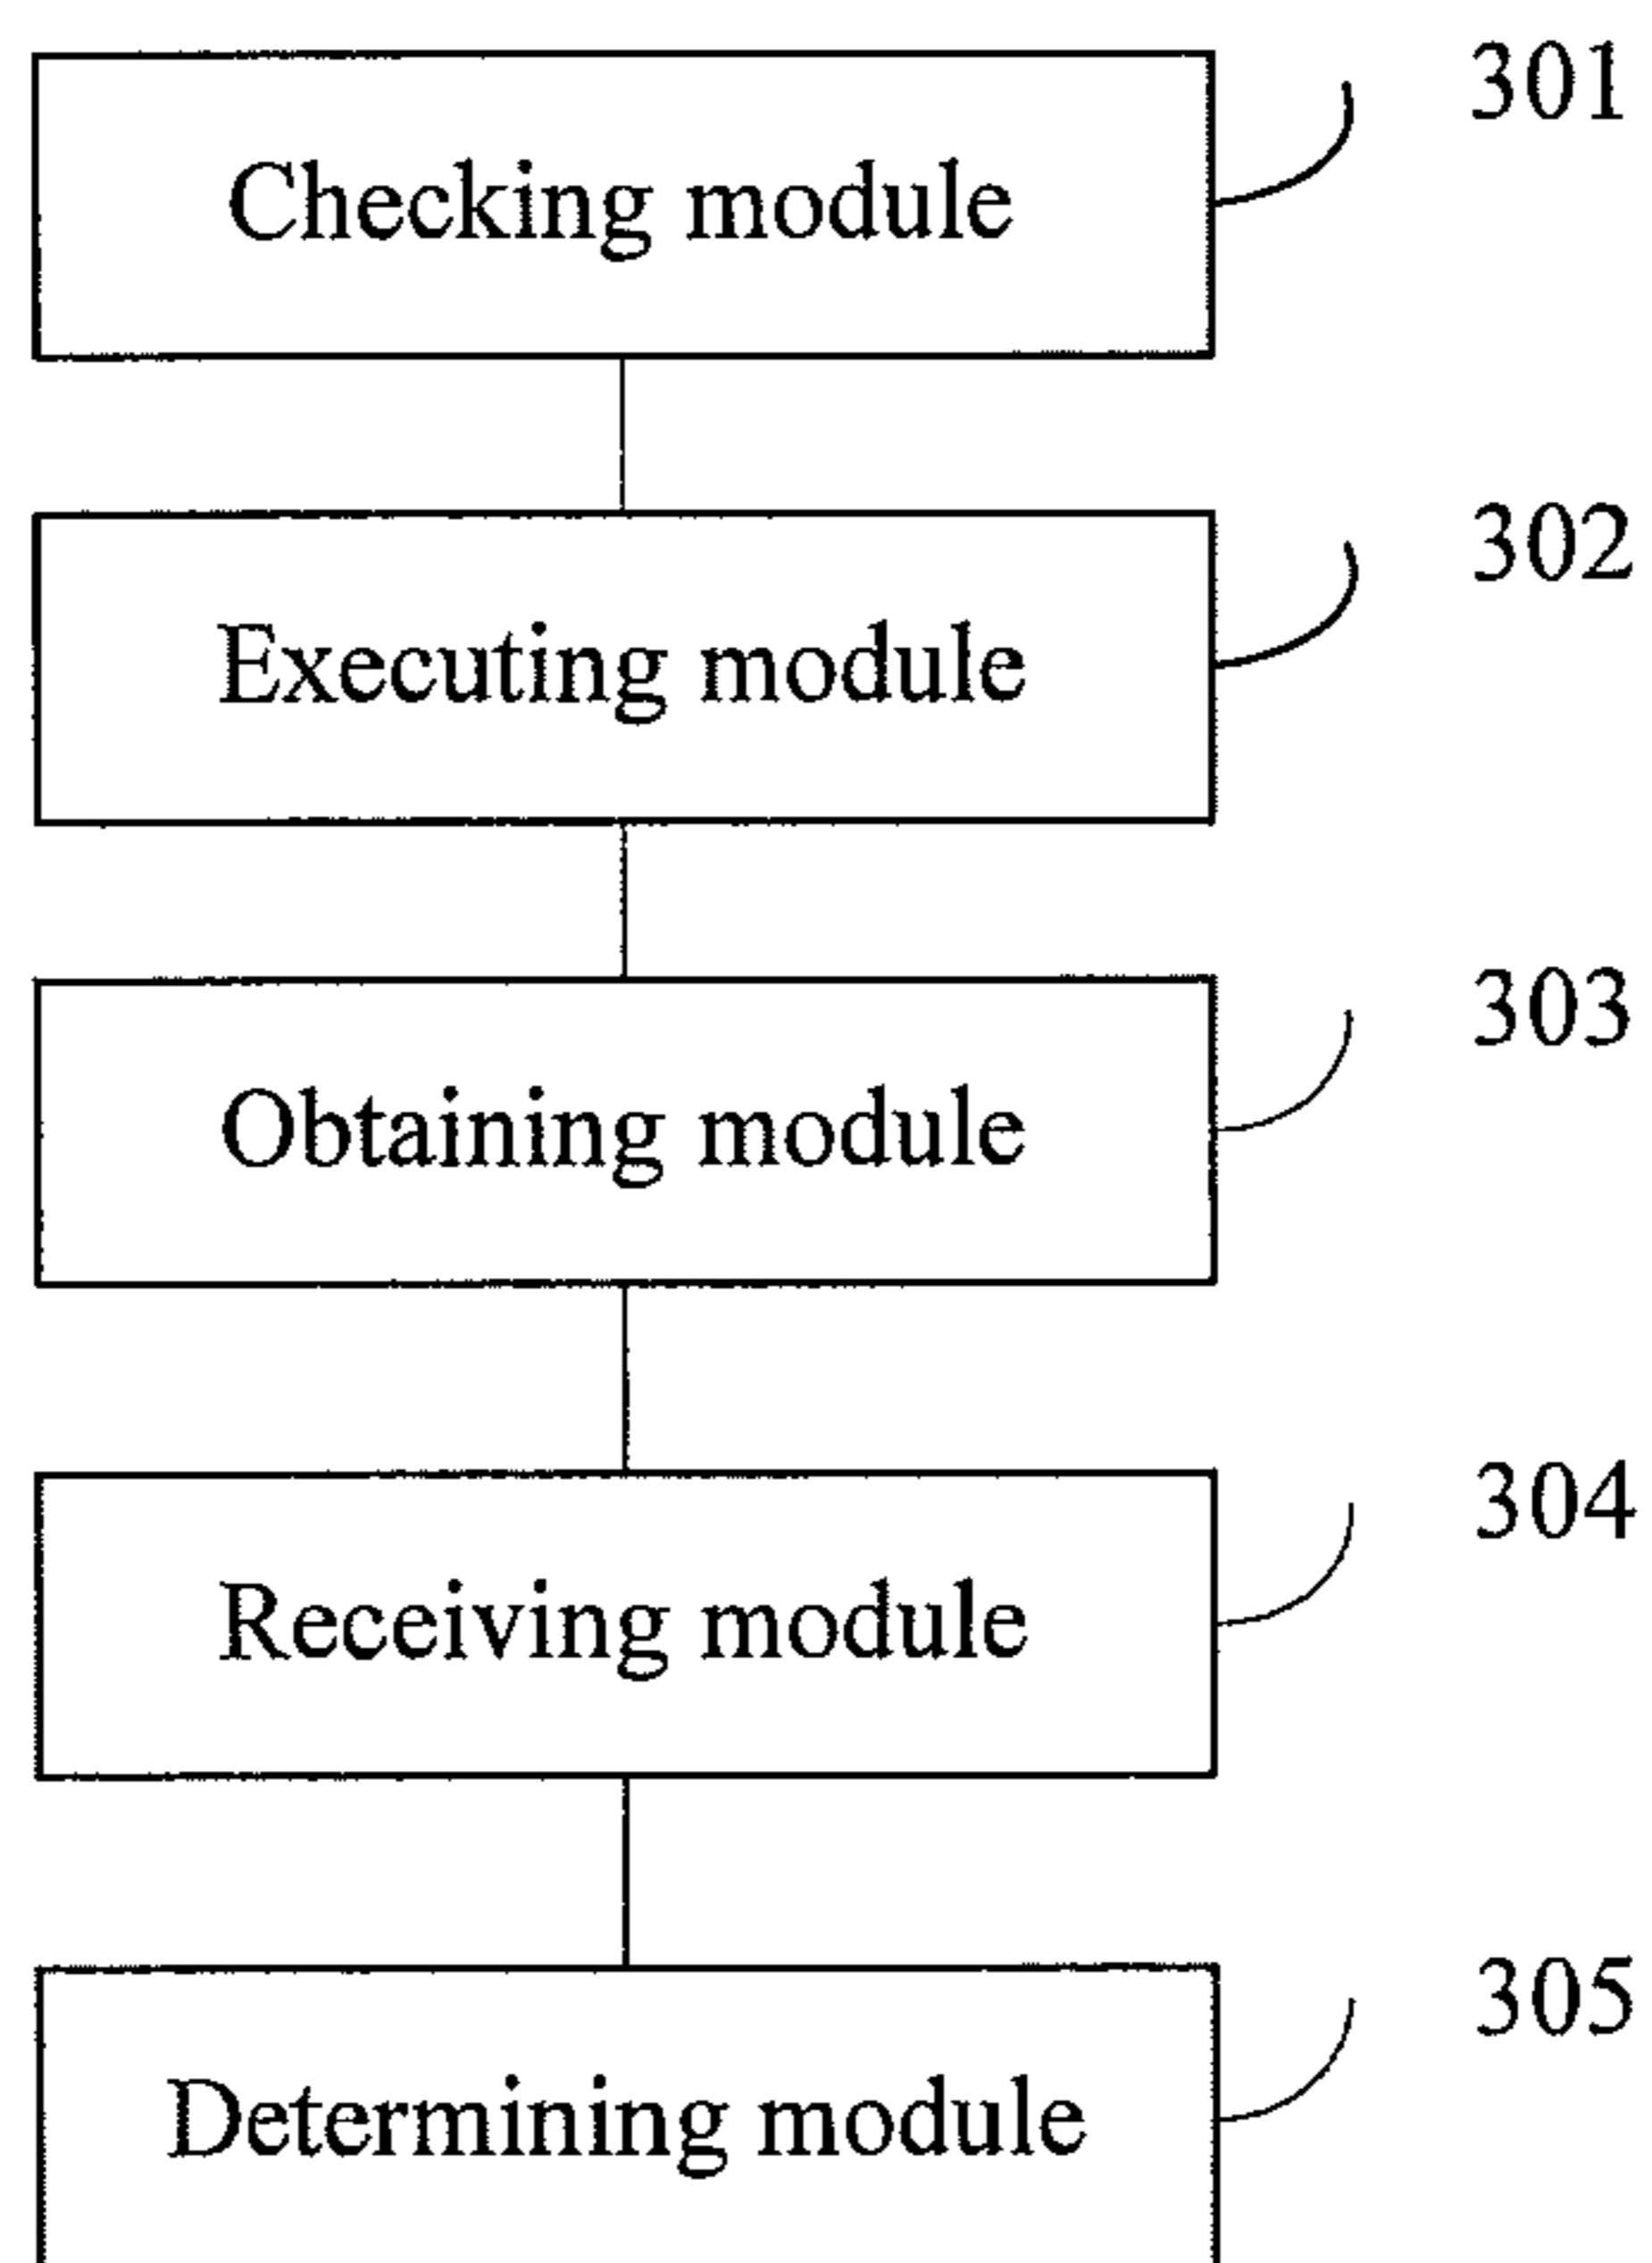 301
Checking module
302
Executing module
303
Obtaining module
304
Receiving module
305
Determining module